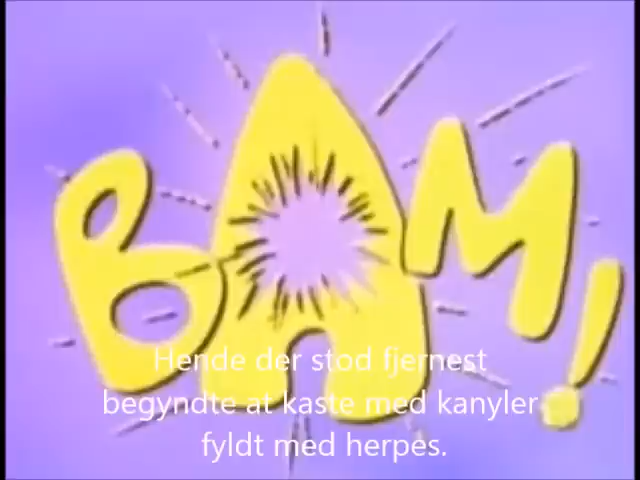 BAM!
Hende der stod fjernest
begyndte at kaste med kanyler
fyldt med herpes.